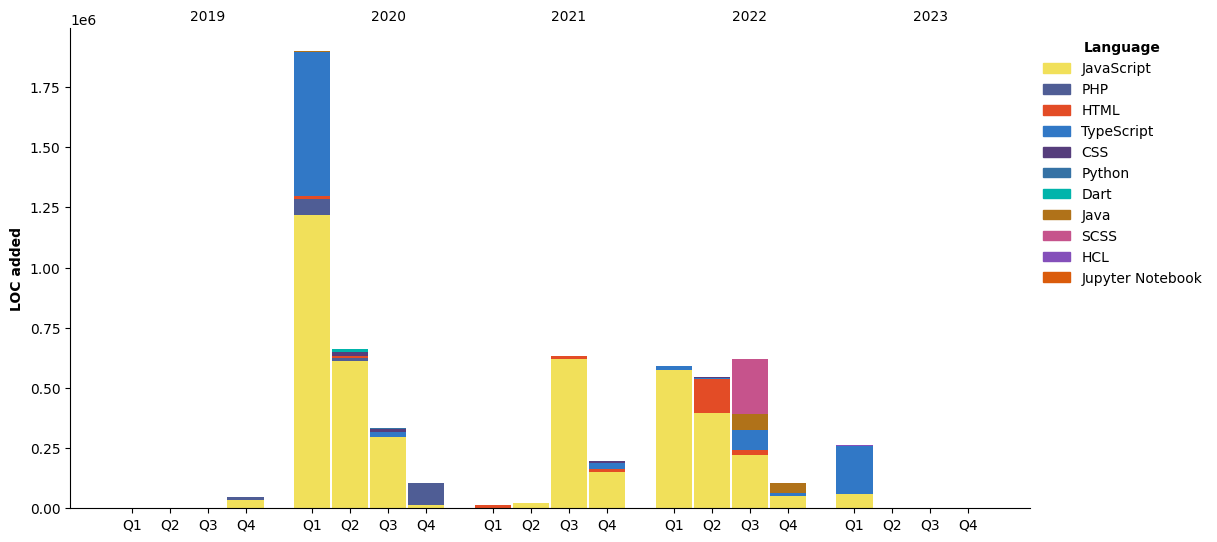 1e6
2019 2020 2021 2022 2023
LOC added
1.75
1.50
1.25
1.00
0.75
0.50
0.25
0.00
Q1 Q2 Q3 Q4 Q1 Q2 Q3 Q4 Q1 Q2 Q3 Q4 Q1 Q2 Q3 Q4 Q1 Q2 Q3 Q4
Language
JavaScript
PHP
HTML
TypeScript
CSS
Python
Dart
Java
SCSS
HCL
Jupyter Notebook